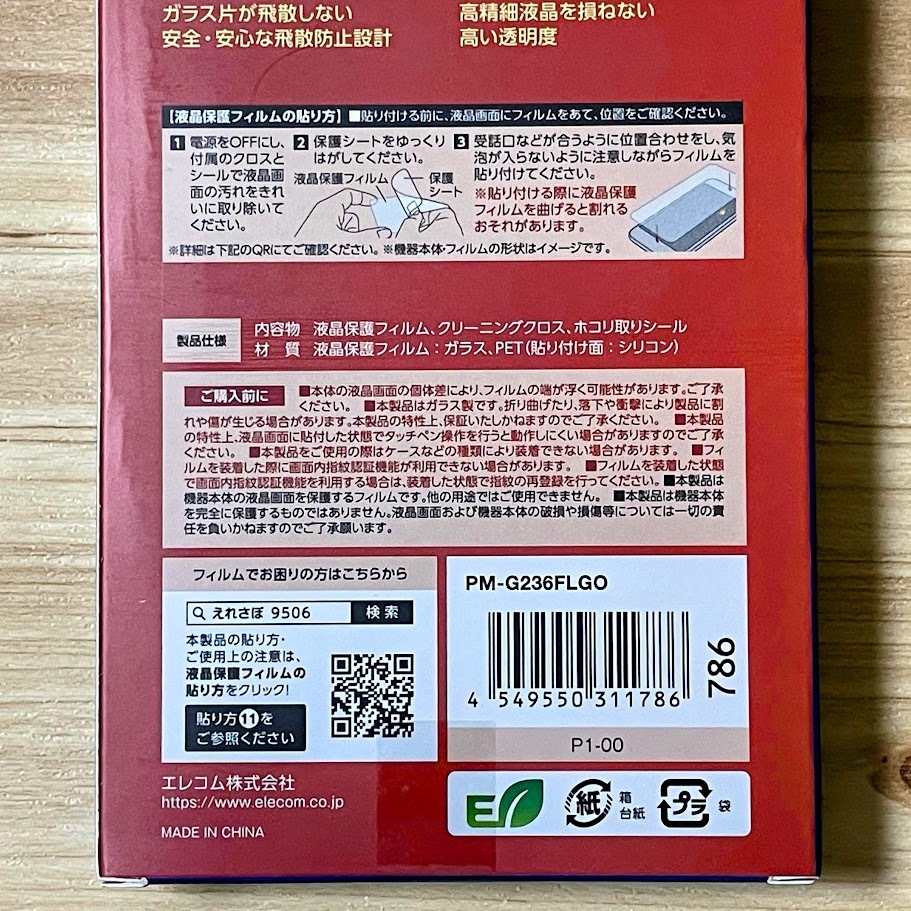 ガラス片が飛散しない
安全・安心な飛散防止設計
高精細液晶を損ねない
高い透明度
【液晶保護フィルムの貼り方】 ■貼り付ける前に、液晶画面にフィルムをあて、位置をご確認ください。
1 電源をOFFにし、
付属のクロスと
シールで液晶画
面の汚れをきれ
いに取り除いて
ください。
2 保護シートをゆっくり
はがしてください。
液晶保護フィルム
保護
シート
3 受話口などが合うように位置合わせをし、気
泡が入らないように注意しながらフィルムを
貼り付けてください。
※貼り付ける際に液晶保護
フィルムを曲げると割れる
おそれがあります。
※詳細は下記のQRにてご確認ください。※機器本体・フィルムの形状はイメージです。
製品仕様
内容物 液晶保護フィルム、クリーニングクロス、ホコリ取りシール
材 質 液晶保護フィルム：ガラス、PET（貼り付け面：シリコン）
ご購入前に ■本体の液晶画面の個体差により、フィルムの端が浮く可能性があります。ご了承
ください。 ■本製品はガラス製です。折り曲げたり、落下や衝撃により製品に割
れや傷が生じる場合があります。本製品の特性上、保証いたしかねますのでご了承ください。 ■本製品
の特性上、液晶画面に貼付した状態でタッチペン操作を行うと動作しにくい場合がありますのでご了承
ください。 ■本製品をご使用の際はケースなどの種類により装着できない場合があります。 ■フィ
ルムを装着した際に画面内指紋認証機能が利用できない場合があります。 ■フィルムを装着した状態
で画面内指紋認証機能を利用する場合は、装着した状態で指紋の再登録を行ってください。■本製品は
機器本体の液晶画面を保護するフィルムです。他の用途ではご使用できません。 ■本製品は機器本体
を完全に保護するものではありません。液晶画面および機器本体の破損や損傷等については一切の責
任を負いかねますのでご了承願います。
フィルムでお困りの方はこちらから
えれさぽ 9506 検索
本製品の貼り方・
ご使用上の注意は、
液晶保護フィルムの
貼り方をクリック!
貼り方⑪を
ご参照ください
PM-G236FLGO
4 549550 311786
786
P1-00
エレコム株式会社
https://www.elecom.co.jp
MADE IN CHINA
E
紙
箱
台紙
プラ
袋